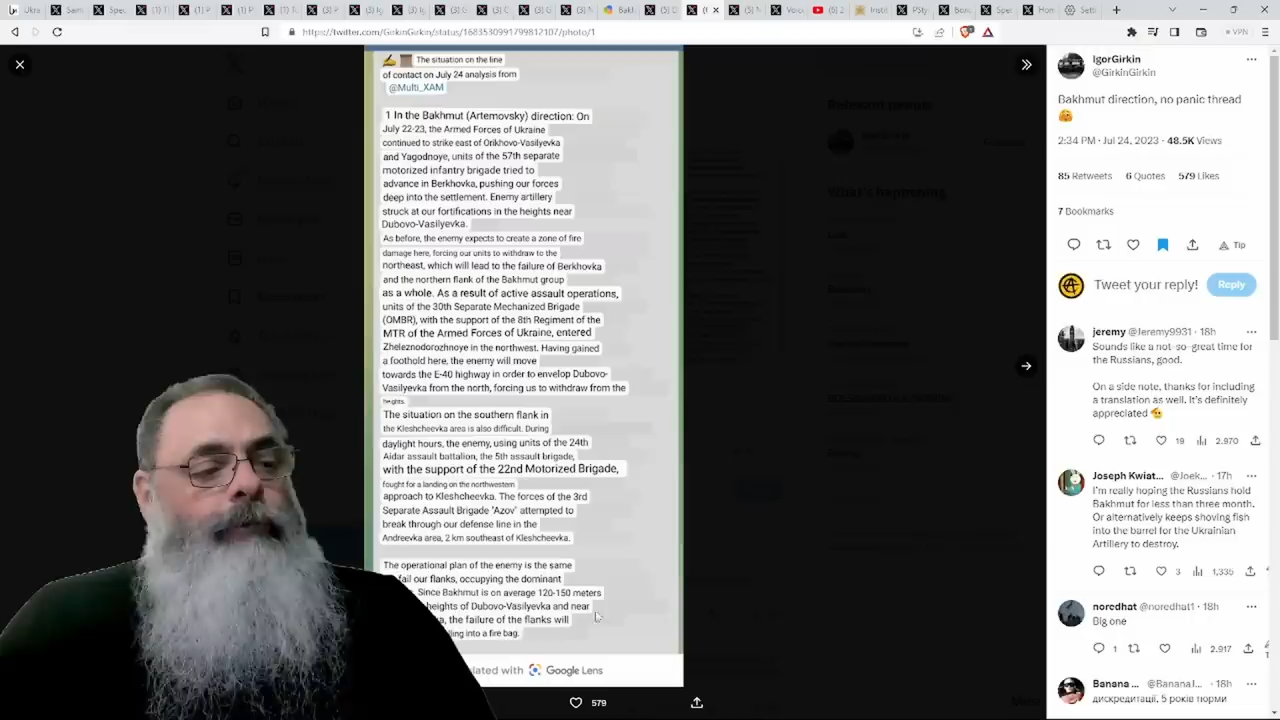 https://twitter.com/GirkinGirkin/status/1683530991799812107/photo/1
VPN
The situation on the line
of contact on July 24 analysis from
@Multi_XAM
1 In the Bakhmut (Artemovsky) direction: On
July 22-23, the Armed Forces of Ukraine
continued to strike east of Orikhovo-Vasilyevka
and Yagodnoye, units of the 57th separate
motorized infantry brigade tried to
advance in Berkhovka, pushing our forces
deep into the settlement. Enemy artillery
struck at our fortifications in the heights near
Dubovo-Vasilyevka.
As before, the enemy expects to create a zone of fire
damage here, forcing our units to withdraw to the
northeast, which will lead to the failure of Berkhovka
and the northern flank of the Bakhmut group
as a whole. As a result of active assault operations,
units of the 30th Separate Mechanized Brigade
(OMBR), with the support of the 8th Regiment of the
MTR of the Armed Forces of Ukraine, entered
Zheleznodorozhnoye in the northwest. Having gained
a foothold here, the enemy will move
towards the E-40 highway in order to envelop Dubovo-
Vasilyevka from the north, forcing us to withdraw from the
heights.
The situation on the southern flank in
the Kleshcheevka area is also difficult. During
daylight hours, the enemy, using units of the 24th
Aidar assault battalion, the 5th assault brigade,
with the support of the 22nd Motorized Brigade,
fought for a landing on the northwestern
approach to Kleshcheevka. The forces of the 3rd
Separate Assault Brigade "Azov" attempted to
break through our defense line in the
Andreevka area, 2 km southeast of Kleshcheevka.
The operational plan of the enemy is the same
fail our flanks, occupying the dominant
Since Bakhmut is on average 120-150 meters
heights of Dubovo-Vasilyevka and near
the failure of the flanks will
into a fire bag.
with Google Lens
579
IgorGirkin
@GirkinGirkin
Bakhmut direction, no panic thread
2:34 PM · Jul 24, 2023 · 48.5K Views
85 Retweets 6 Quotes 579 Likes
7 Bookmarks
Tip
Tweet your reply!
Reply
jeremy @Jeremy9931 · 18h
Sounds like a not-so-great time for
the Russians, good.
On a side note, thanks for including
a translation as well. It's definitely
appreciated
19 2,970
Joseph Kwiat... @Joek... · 17h
I'm really hoping the Russians hold
Bakhmut for less than three month.
Or alternatively keeps shoving fish
into the barrel for the Ukrainian
Artillery to destroy.
3 1,335
noredhat @noredhat1 · 18h
Big one
1 2,917
Banana ... @BananaI... · 18h
дискредитації, 5 років тюрми
What's happening